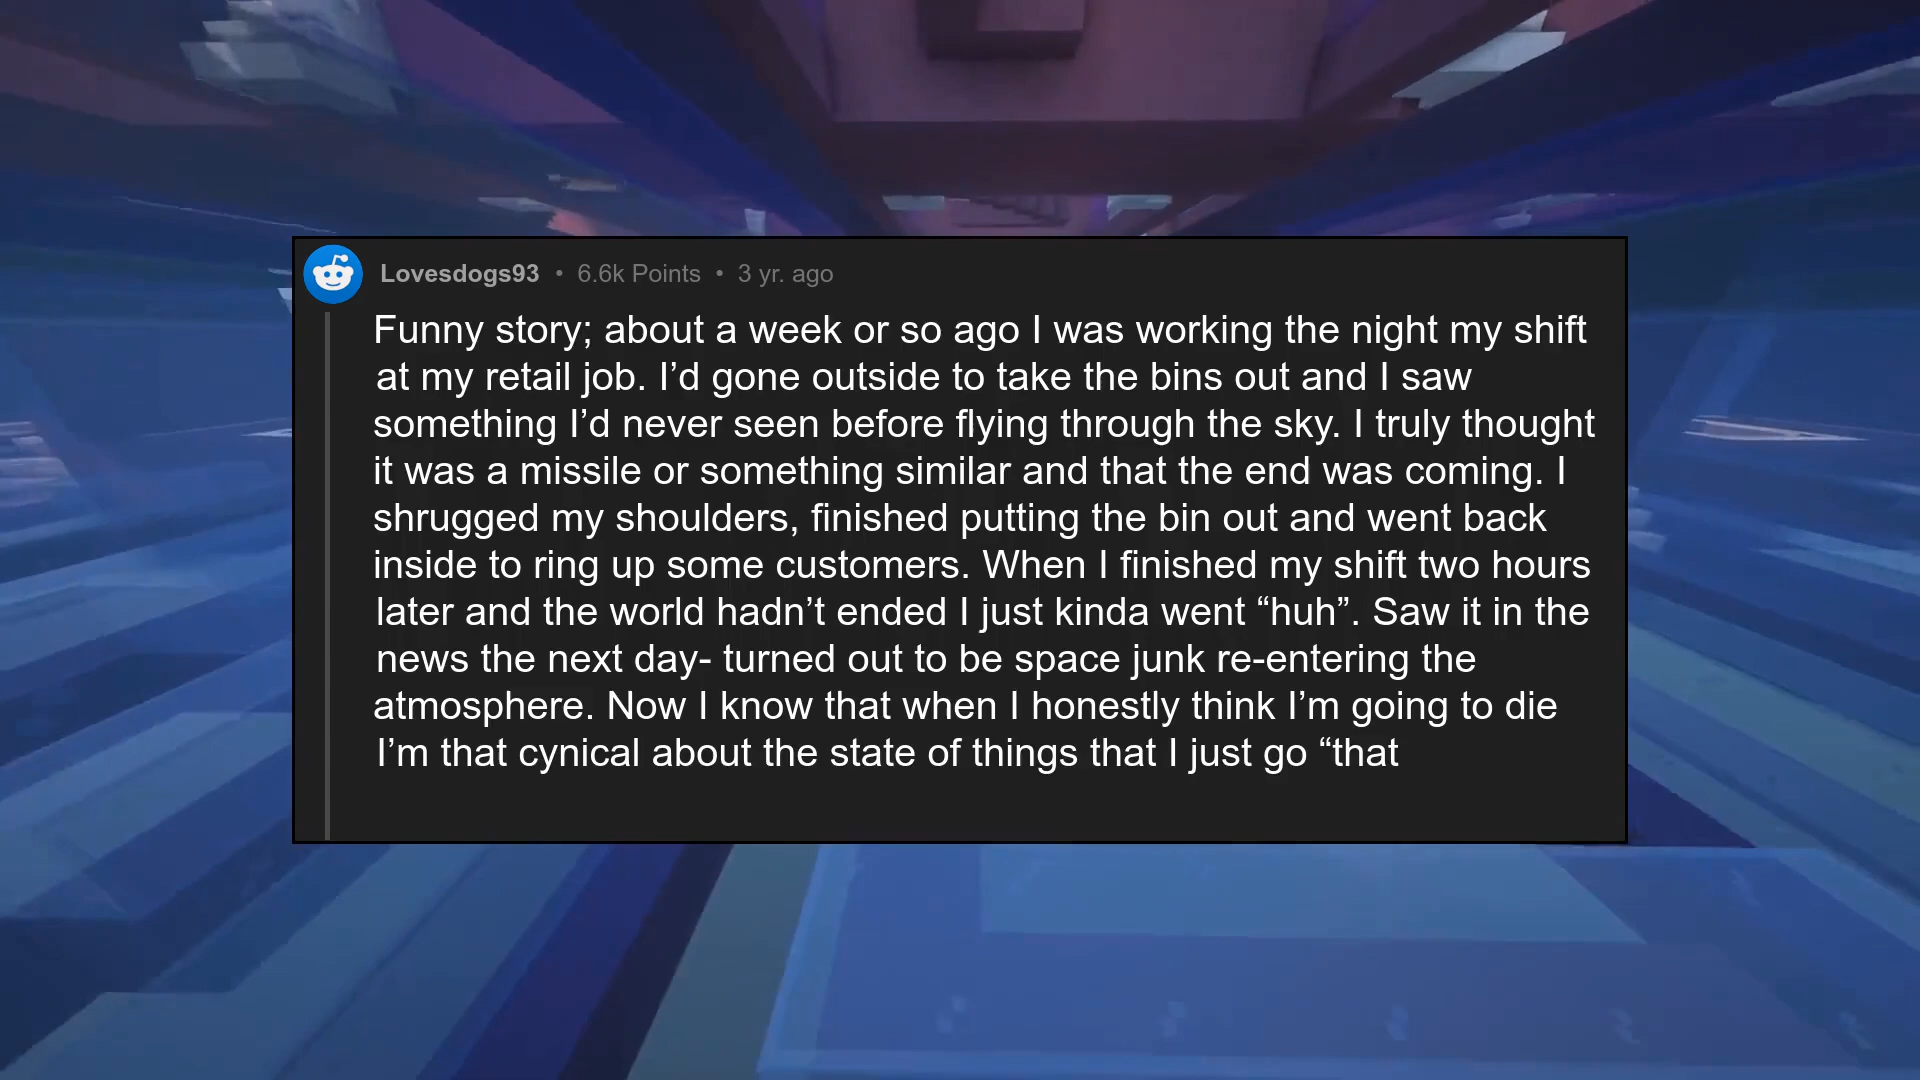 Lovesdogs93 • 6.6k Points • 3 yr. ago
Funny story; about a week or so ago I was working the night my shift
at my retail job. I’d gone outside to take the bins out and I saw
something I’d never seen before flying through the sky. I truly thought
it was a missile or something similar and that the end was coming. I
shrugged my shoulders, finished putting the bin out and went back
inside to ring up some customers. When I finished my shift two hours
later and the world hadn’t ended I just kinda went “huh”. Saw it in the
news the next day- turned out to be space junk re-entering the
atmosphere. Now I know that when I honestly think I’m going to die
I’m that cynical about the state of things that I just go “that